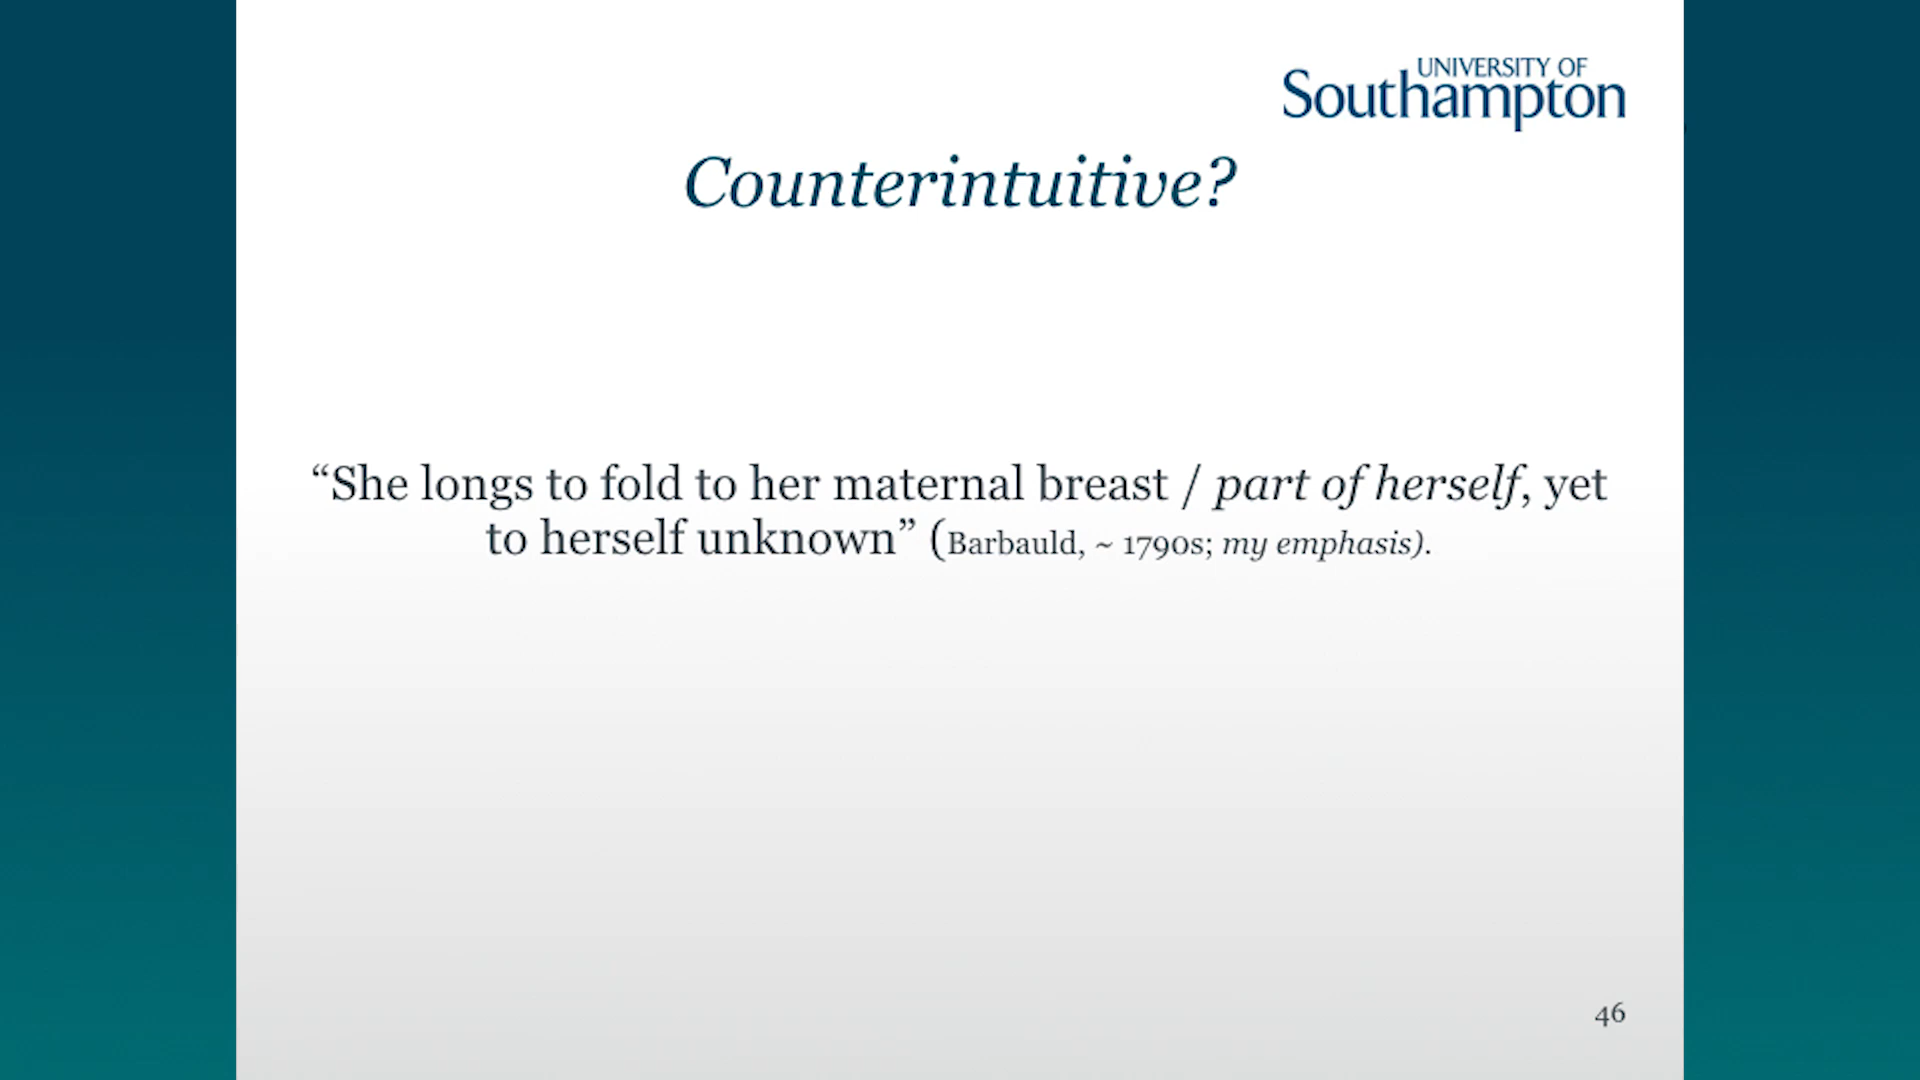 UNIVERSITY OF
Southampton
Counterintuitive?
“She longs to fold to her maternal breast / part of herself, yet
to herself unknown” (Barbauld, ~ 1790s; my emphasis).
46